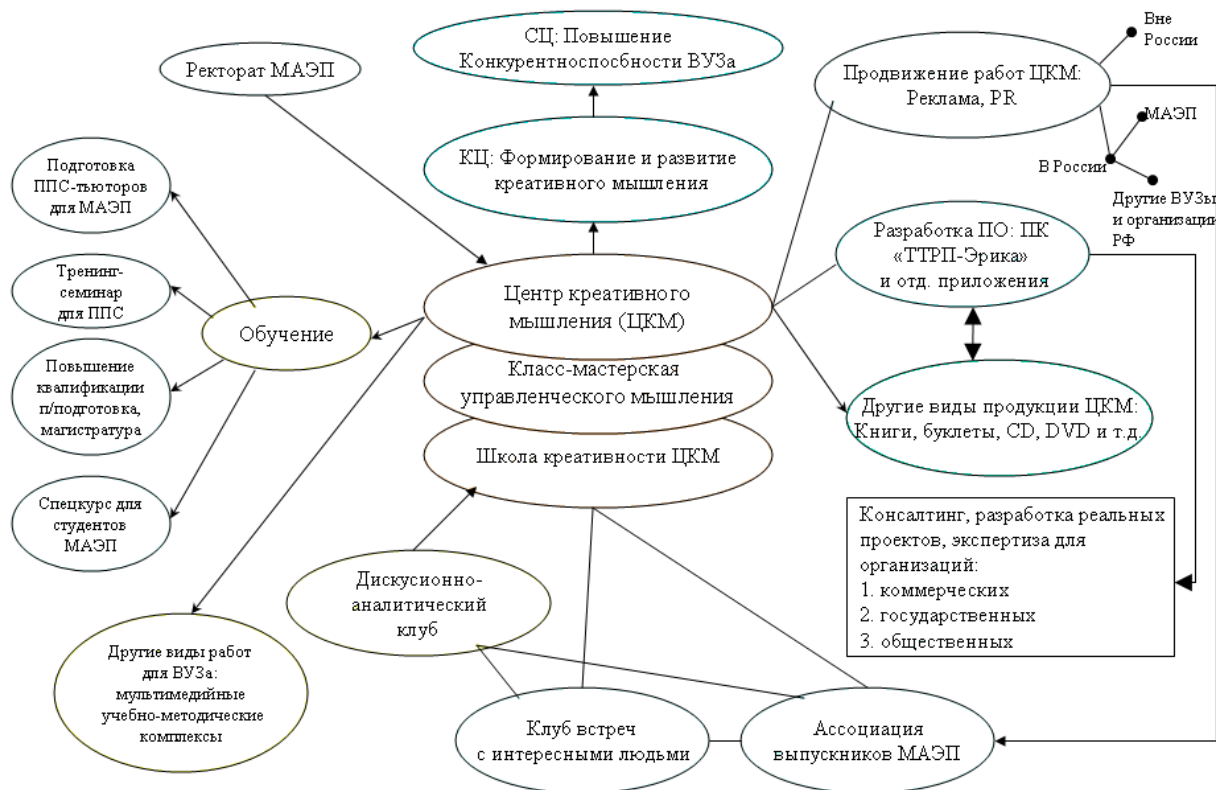 СЦ: Повышение
Конкурентноспосбности ВУЗа
Ректорат МАЭП
Продвижение работ ЦКМ:
Реклама, PR
Вне
России
МАЭП
В России
Другие ВУЗы
и организации
РФ
КЦ: Формирование и развитие
креативного мышления
Подготовка
ППС-тьюторов
для МАЭП
Тренинг-
семинар
для ППС
Обучение
Повышение
квалификации
п/подготовка,
магистратура
Спецкурс для
студентов
МАЭП
Центр креативного
мышления (ЦКМ)
Класс-мастерская
управленческого мышления
Школа креативности ЦКМ
Разработка ПО: ПК
«ТТРП-Эрика»
и отд. приложения
Другие виды продукции ЦКМ:
Книги, буклеты, CD, DVD и т.д.
Консалтинг, разработка реальных
проектов, экспертиза для
организаций:
1. коммерческих
2. государственных
3. общественных
Дискусионно-
аналитический
клуб
Другие виды работ
для ВУЗа:
мультимедийные
учебно-методические
комплексы
Клуб встреч
с интересными людьми
Ассоциация
выпускников МАЭП